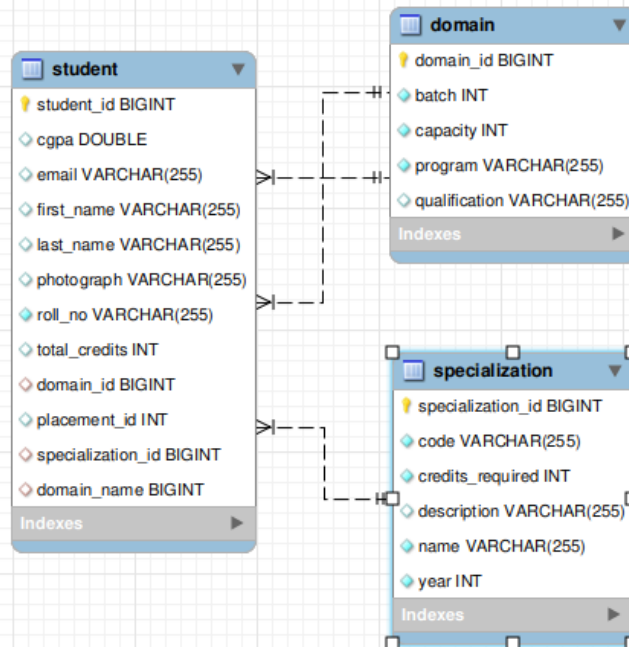 student
student_id BIGINT
cgpa DOUBLE
email VARCHAR(255)
first_name VARCHAR(255)
last_name VARCHAR(255)
photograph VARCHAR(255)
roll_no VARCHAR(255)
total_credits INT
domain_id BIGINT
placement_id INT
specialization_id BIGINT
domain_name BIGINT
Indexes
domain
domain_id BIGINT
batch INT
capacity INT
program VARCHAR(255)
qualification VARCHAR(255)
Indexes
specialization
specialization_id BIGINT
code VARCHAR(255)
credits_required INT
description VARCHAR(255)
name VARCHAR(255)
year INT
Indexes